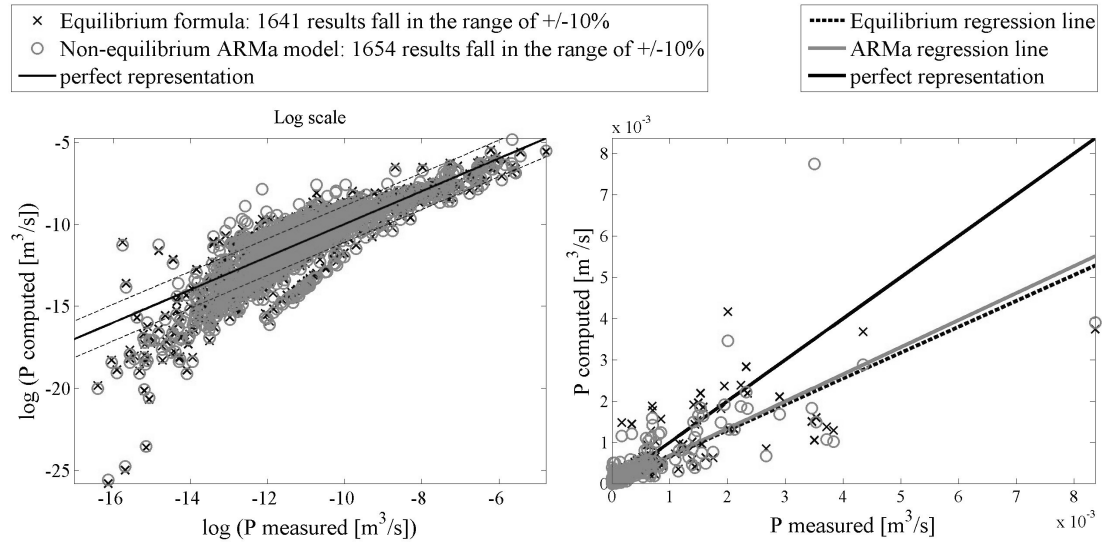 Equilibrium formula: 1641 results fall in the range of +/-10%
Non-equilibrium ARMa model: 1654 results fall in the range of +/-10%
perfect representation
Equilibrium regression line
ARMa regression line
perfect representation
Log scale
-5
-10
-15
-20
-25
-16
-14
-12
-10
-8
-6
log (P computed [m³/s])
log (P measured [m³/s])
x 10⁻³
8
7
6
5
4
3
2
1
0
0
1
2
3
4
5
6
7
8
x 10⁻³
P computed [m³/s]
P measured [m³/s]